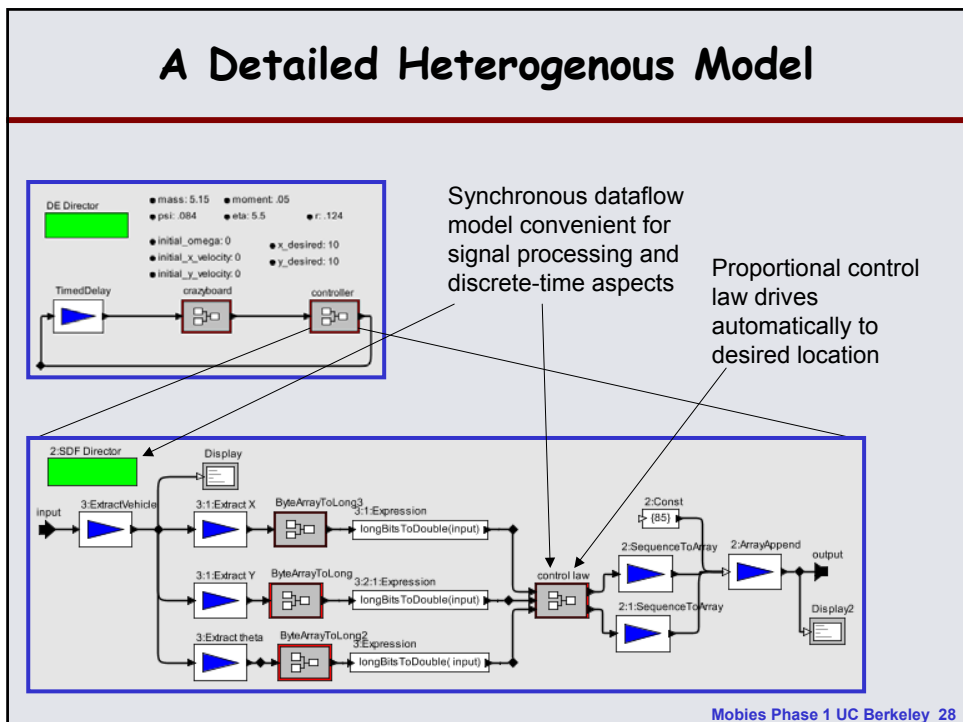 A Detailed Heterogenous Model
DE Director
mass: 5.15
moment: .05
psi: .084
eta: 5.5
r: .124
initial_omega: 0
initial_x_velocity: 0
initial_y_velocity: 0
x_desired: 10
y_desired: 10
TimedDelay
crazyboard
controller
Synchronous dataflow
model convenient for
signal processing and
discrete-time aspects
Proportional control
law drives
automatically to
desired location
2:SDF Director
Display
input
3:ExtractVehicle
3:1:Extract X
ByteArrayToLong3
3:1:Expression
longBitsToDouble(input)
3:1:Extract Y
ByteArrayToLong
3:2:1:Expression
longBitsToDouble(input)
3:Extract theta
ByteArrayToLong2
3:Expression
longBitsToDouble( input)
control law
2:Const
{85}
2:SequenceToArray
2:1:SequenceToArray
2:ArrayAppend
output
Display2
Mobies Phase 1 UC Berkeley 28